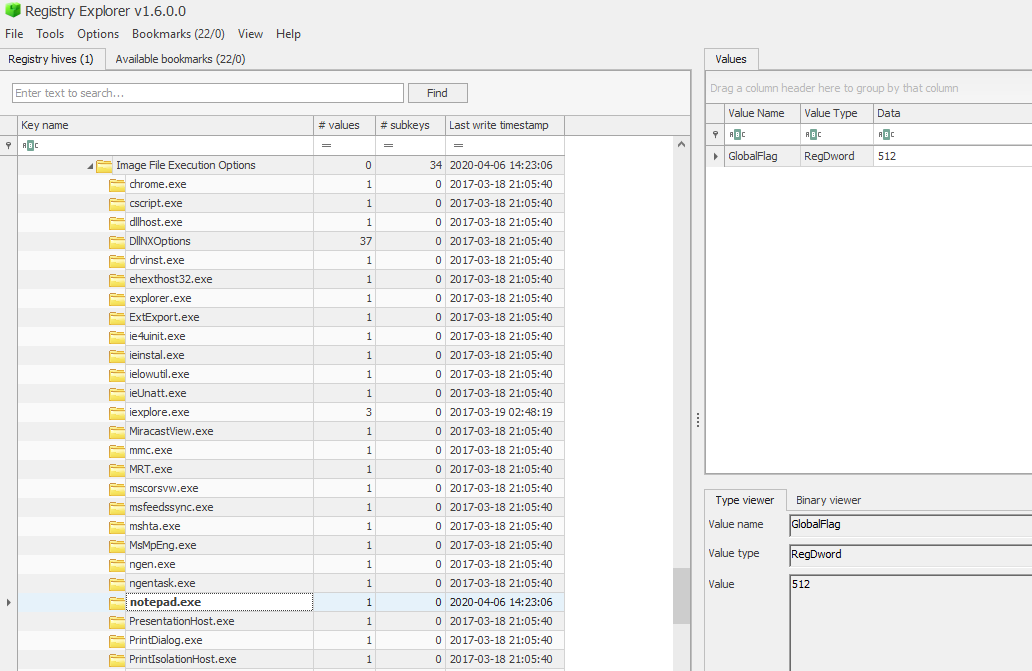 Registry Explorer v1.6.0.0
File Tools Options Bookmarks (22/0) View Help
Registry hives (1) Available bookmarks (22/0)
Enter text to search... Find
Key name # values # subkeys Last write timestamp
ABC = = =
Image File Execution Options 0 34 2020-04-06 14:23:06
chrome.exe 1 0 2017-03-18 21:05:40
cscript.exe 1 0 2017-03-18 21:05:40
dllhost.exe 1 0 2017-03-18 21:05:40
DllNXOptions 37 0 2017-03-18 21:05:40
drvinst.exe 1 0 2017-03-18 21:05:40
ehexthost32.exe 1 0 2017-03-18 21:05:40
explorer.exe 1 0 2017-03-18 21:05:40
ExtExport.exe 1 0 2017-03-18 21:05:40
ie4uinit.exe 1 0 2017-03-18 21:05:40
ieinstal.exe 1 0 2017-03-18 21:05:40
ielowutil.exe 1 0 2017-03-18 21:05:40
ieUnatt.exe 1 0 2017-03-18 21:05:40
iexplore.exe 3 0 2017-03-19 02:48:19
MiracastView.exe 1 0 2017-03-18 21:05:40
mmc.exe 1 0 2017-03-18 21:05:40
MRT.exe 1 0 2017-03-18 21:05:40
mscorsvw.exe 1 0 2017-03-18 21:05:40
msfeedssync.exe 1 0 2017-03-18 21:05:40
mshta.exe 1 0 2017-03-18 21:05:40
MsMpEng.exe 1 0 2017-03-18 21:05:40
ngen.exe 1 0 2017-03-18 21:05:40
ngentask.exe 1 0 2017-03-18 21:05:40
notepad.exe 1 0 2020-04-06 14:23:06
PresentationHost.exe 1 0 2017-03-18 21:05:40
PrintDialog.exe 1 0 2017-03-18 21:05:40
PrintIsolationHost.exe 1 0 2017-03-18 21:05:40
Values
Drag a column header here to group by that column
Value Name Value Type Data
ABC ABC ABC
GlobalFlag RegDword 512
Type viewer Binary viewer
Value name GlobalFlag
Value type RegDword
Value 512